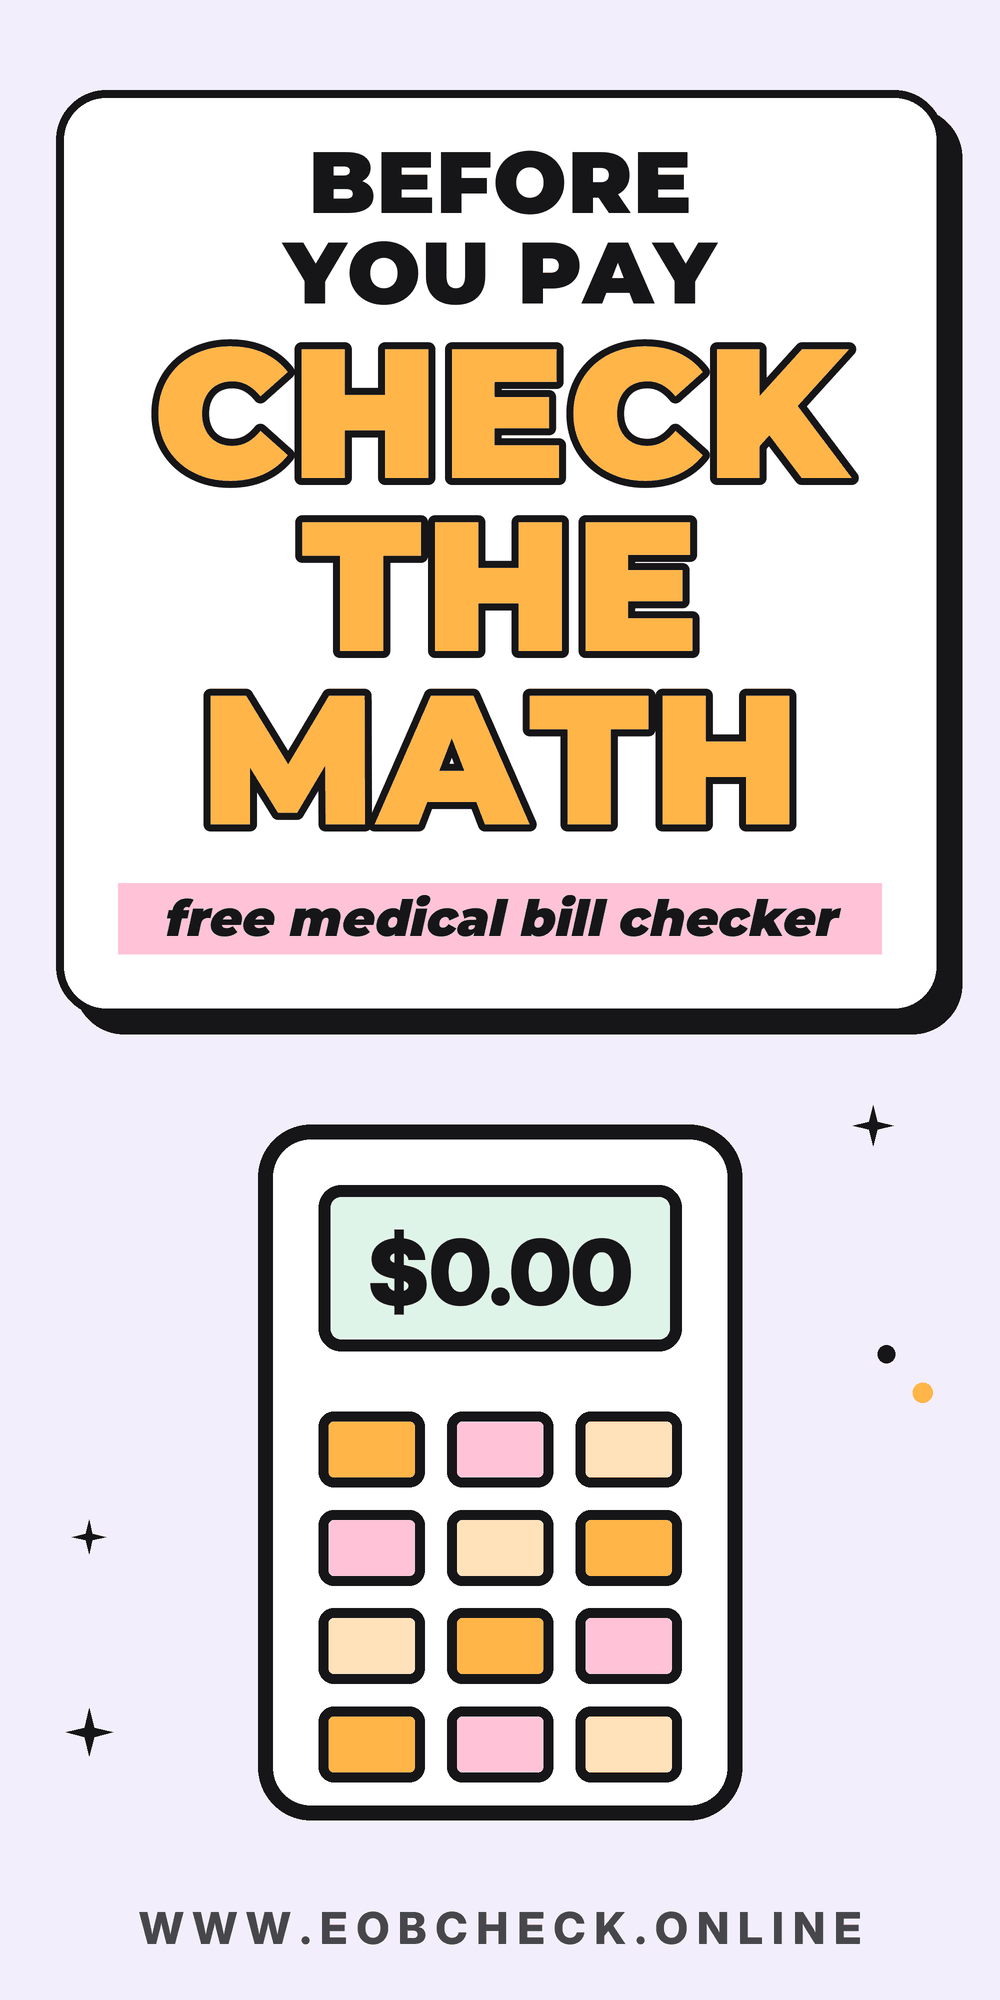 BEFORE
YOU PAY
CHECK
THE
MATH
free medical bill checker
$0.00
WWW.EOBCHECK.ONLINE